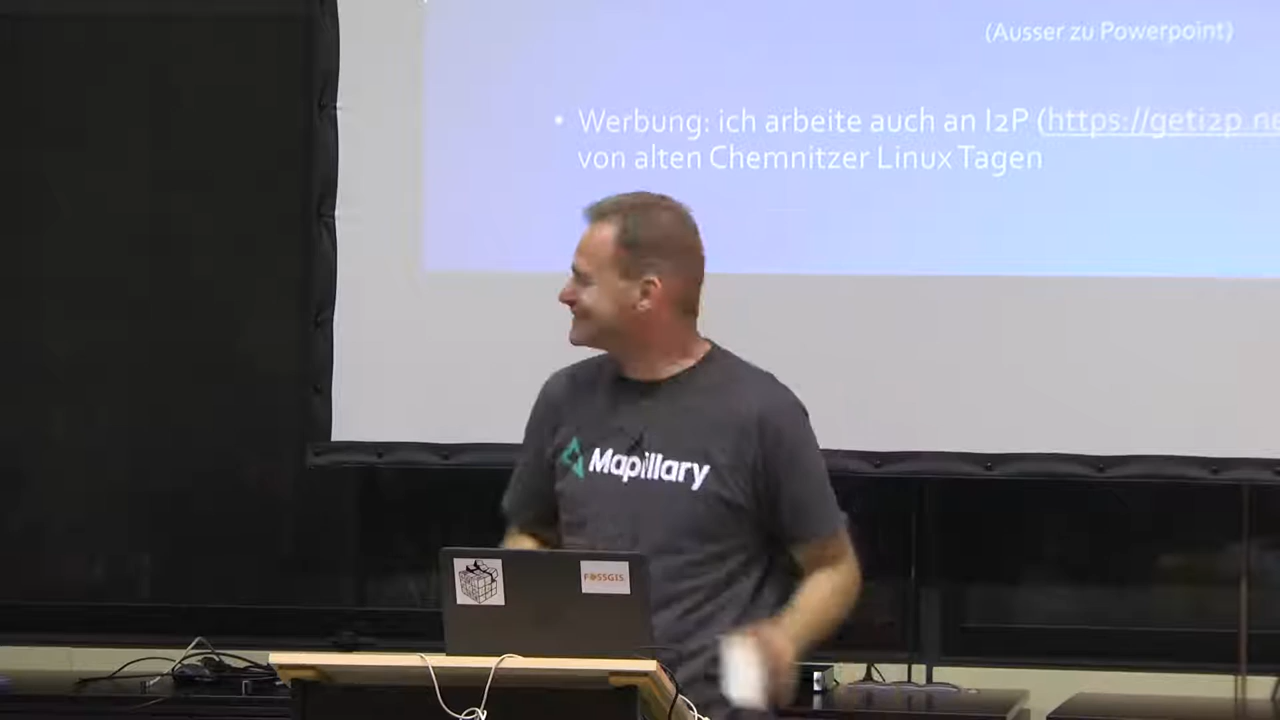 (Ausser zu Powerpoint)
• Werbung: ich arbeite auch an I2P (https://geti2p.ne
von alten Chemnitzer Linux Tagen
Mapillary
FOSSGIS